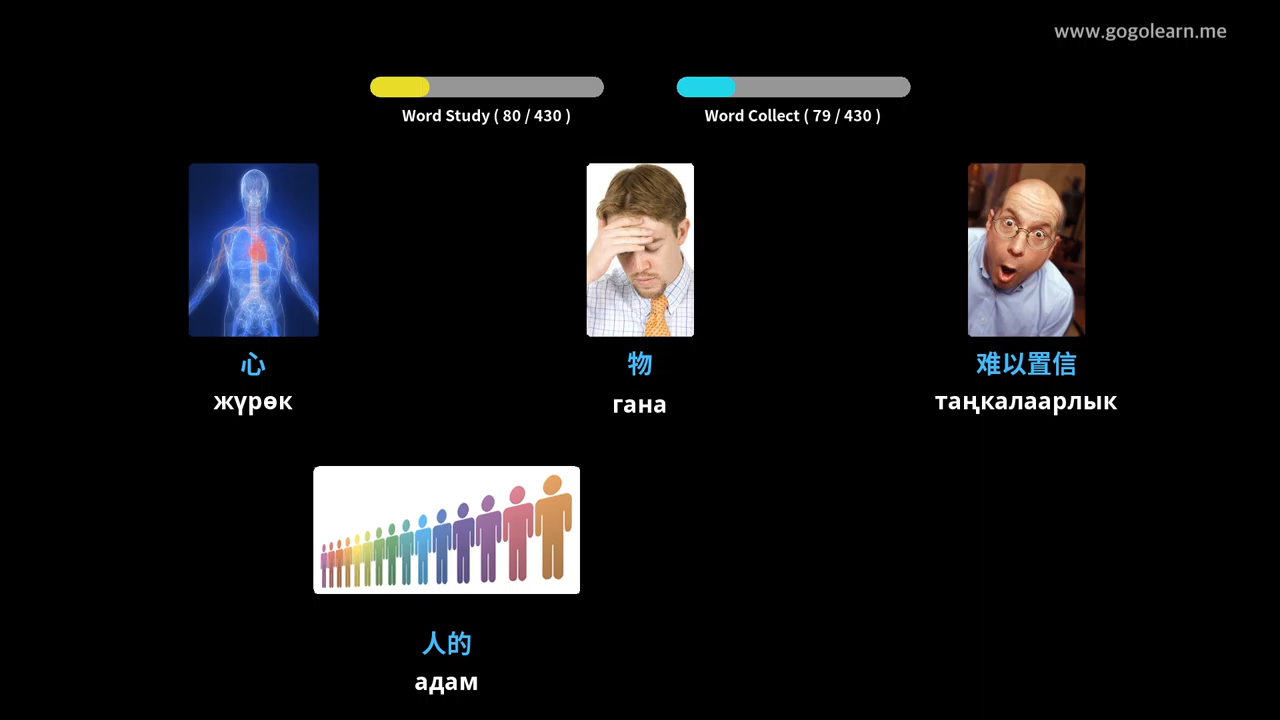 www.gogolearn.me
Word Study ( 80 / 430 )
Word Collect ( 79 / 430 )
心
жүрөк
物
гана
难以置信
таңкалаарлык
人的
адам